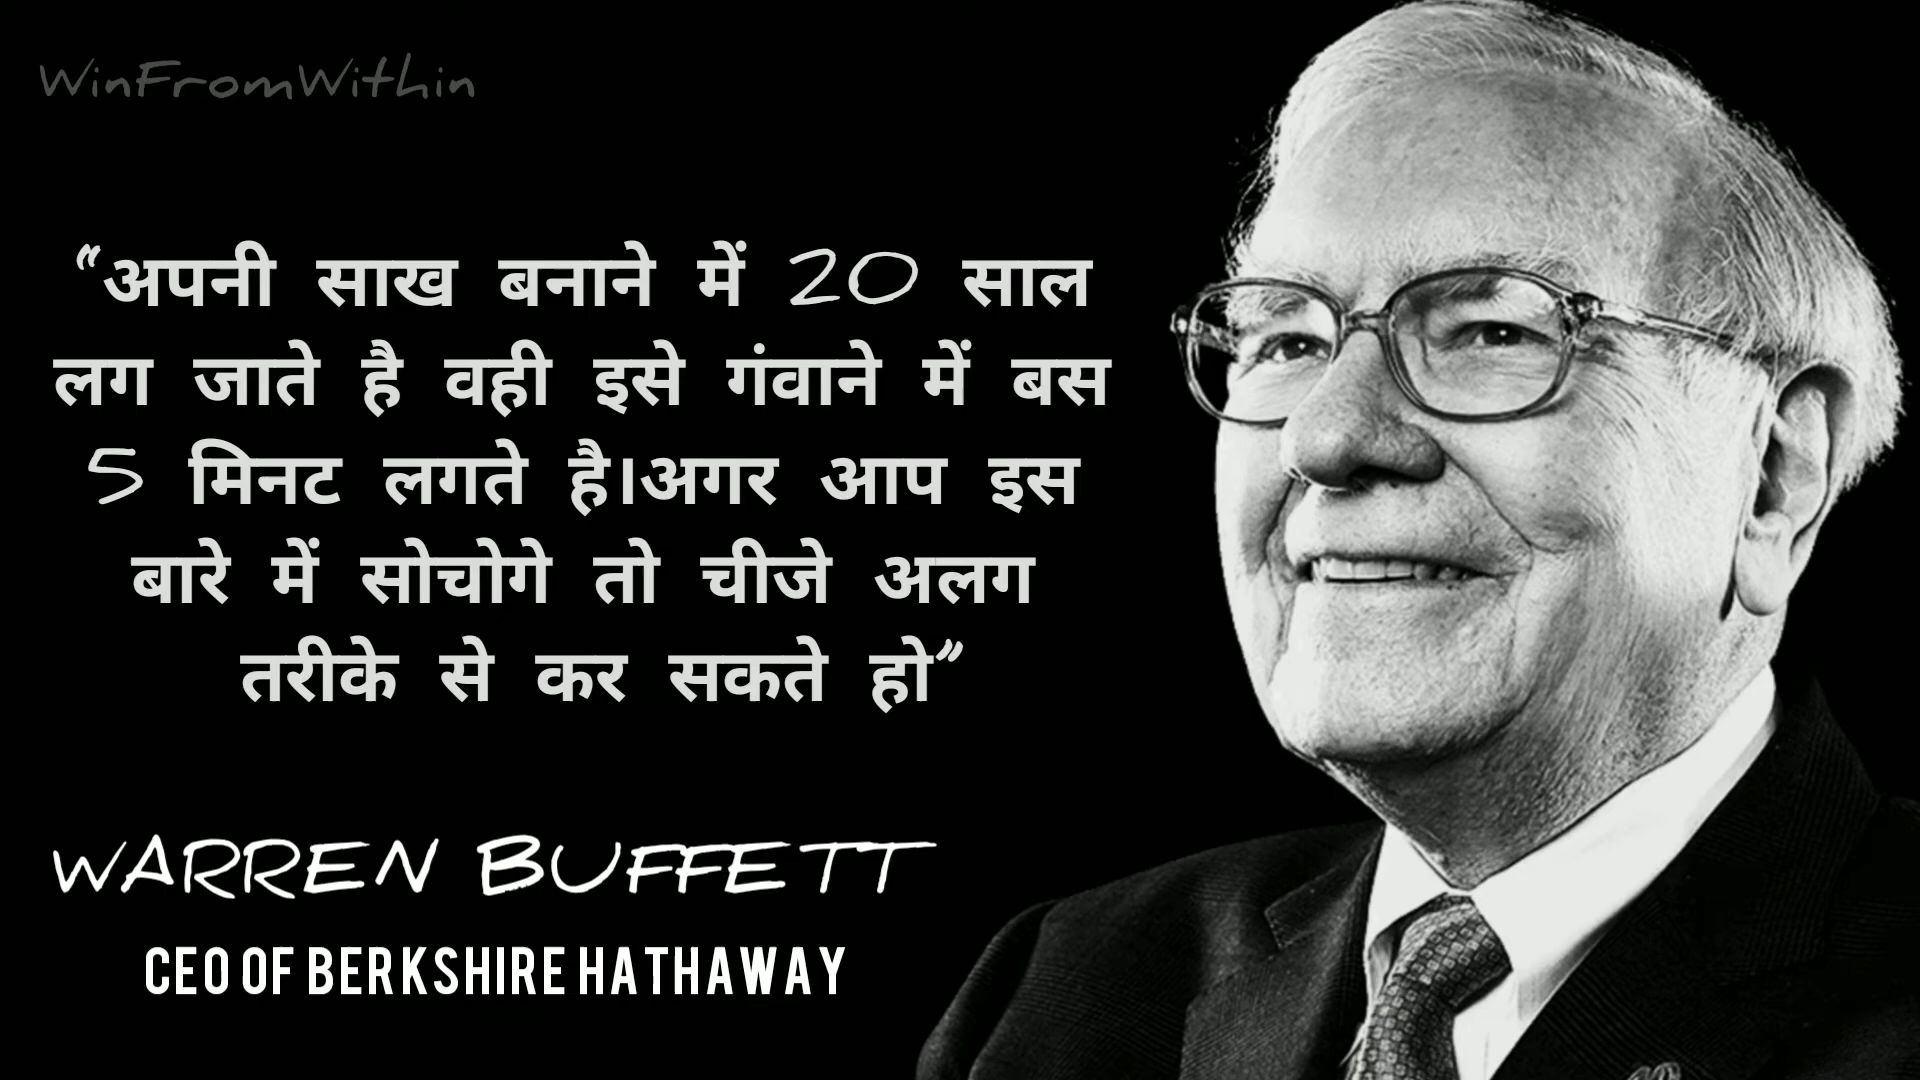 WinFromWithin
“अपनी साख बनाने में 20 साल
लग जाते है वही इसे गंवाने में बस
5 मिनट लगते है।अगर आप इस
बारे में सोचोगे तो चीजे अलग
तरीके से कर सकते हो”
WARREN BUFFETT
CEO OF BERKSHIRE HATHAWAY